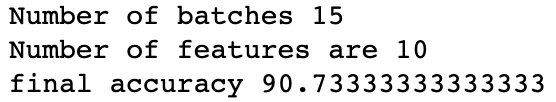 Number of batches 15
Number of features are 10
final accuracy 90.73333333333333